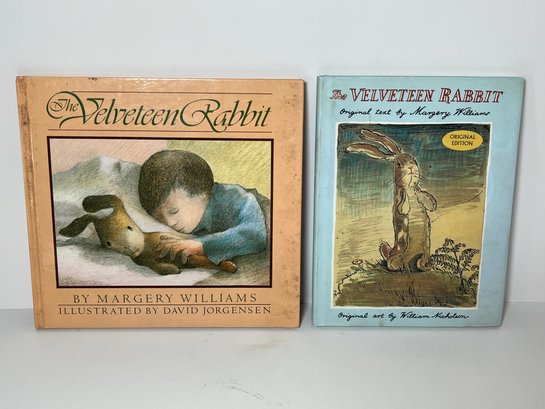 The Velveteen Rabbit
BY MARGERY WILLIAMS
ILLUSTRATED BY DAVID JORGENSEN
The VELVETEEN RABBIT
Original text by Margery Williams
ORIGINAL
EDITION
Original art by William Nicholson